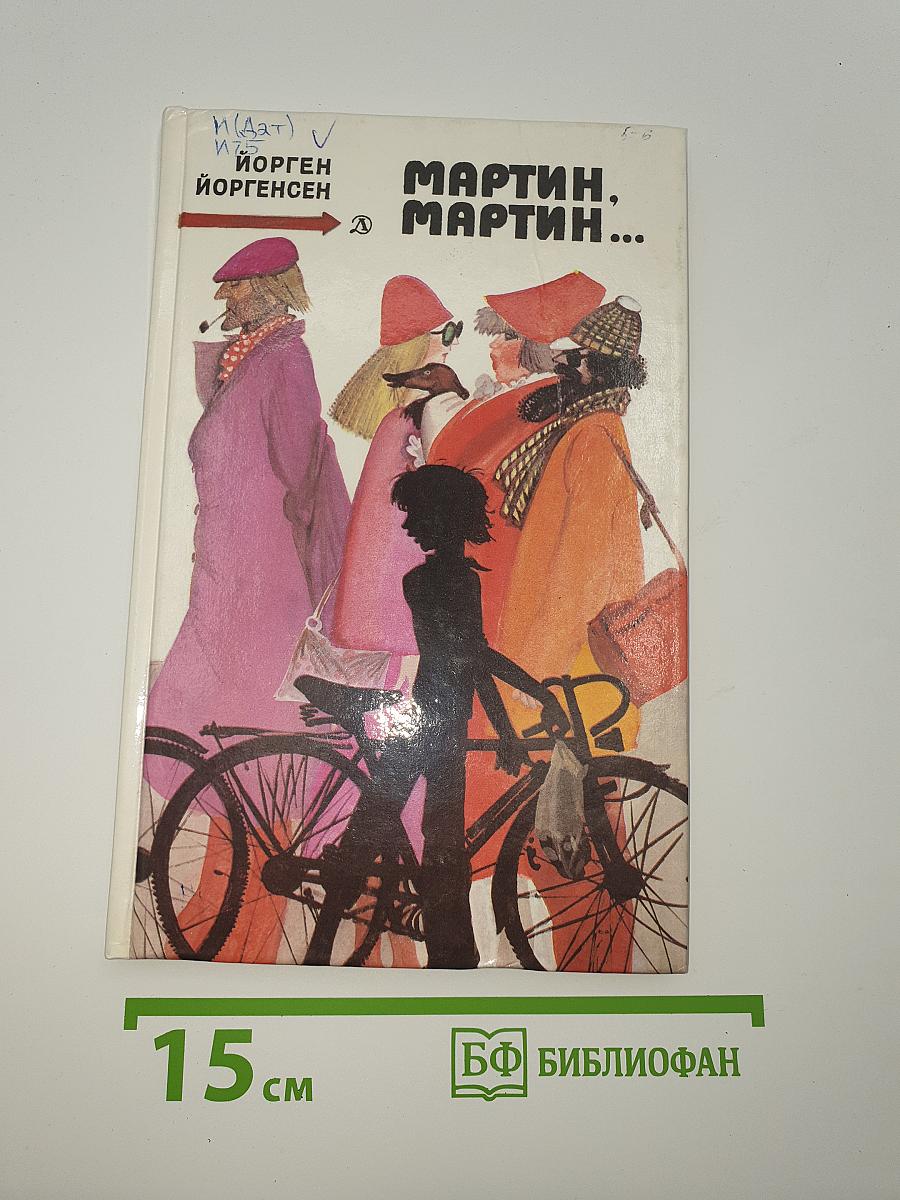 И(Дат)
И75
ЙОРГЕН
ЙОРГЕНСЕН
МАРТИН,
МАРТИН...
15 см
БФ БИБЛИОФАН